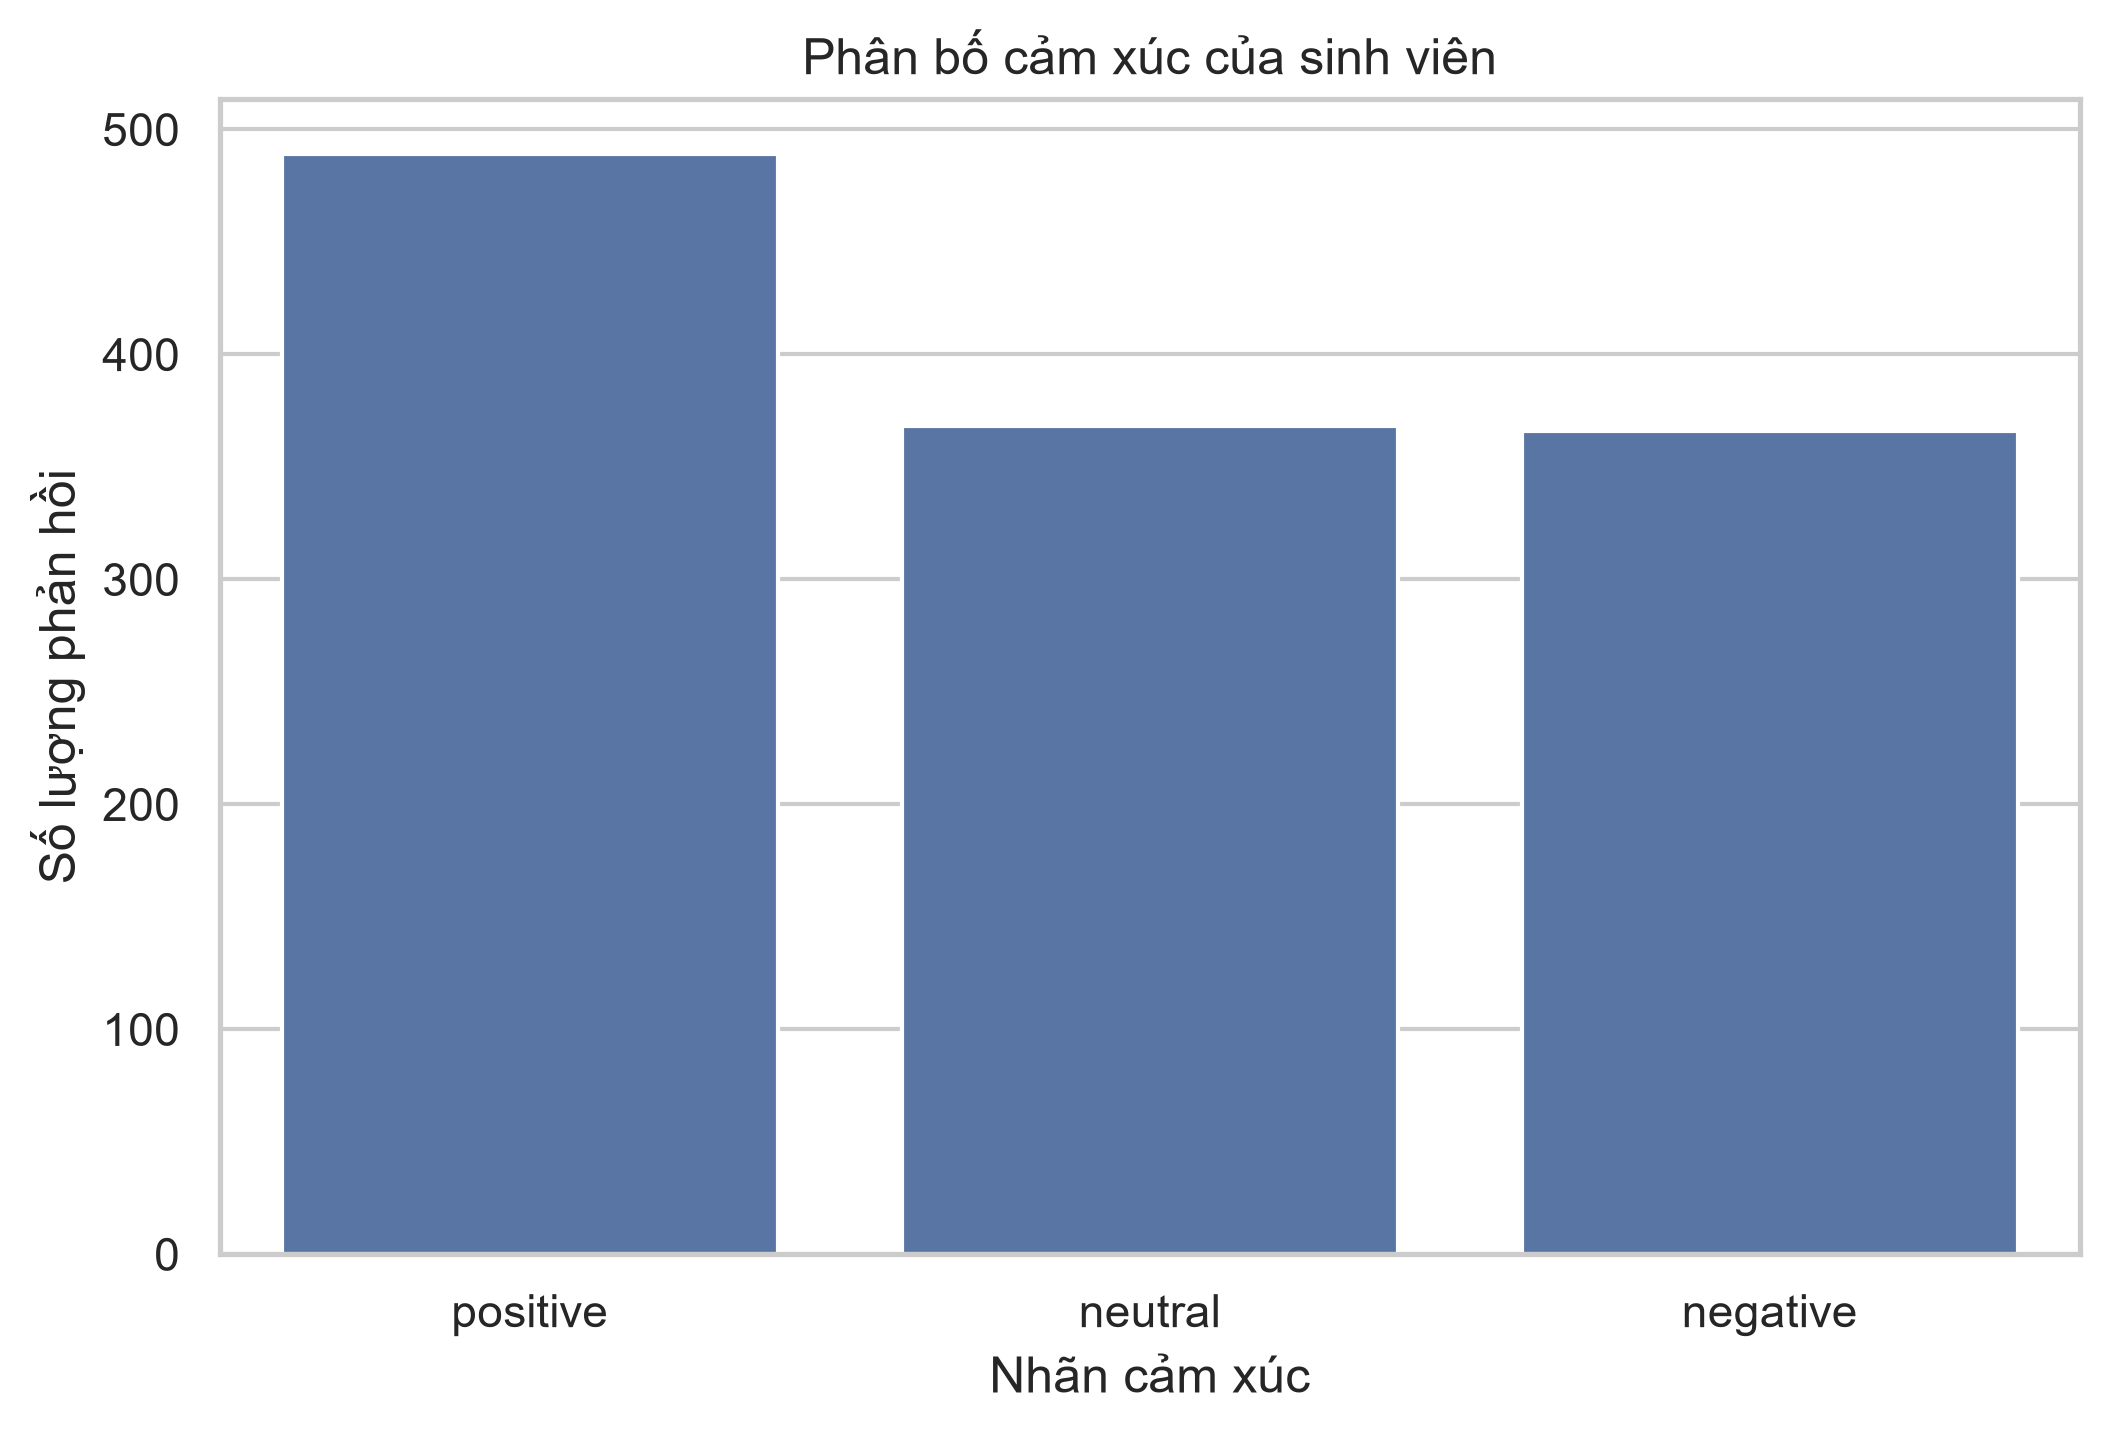 Phân bố cảm xúc của sinh viên
Số lượng phản hồi
500
400
300
200
100
0
positive
neutral
negative
Nhãn cảm xúc